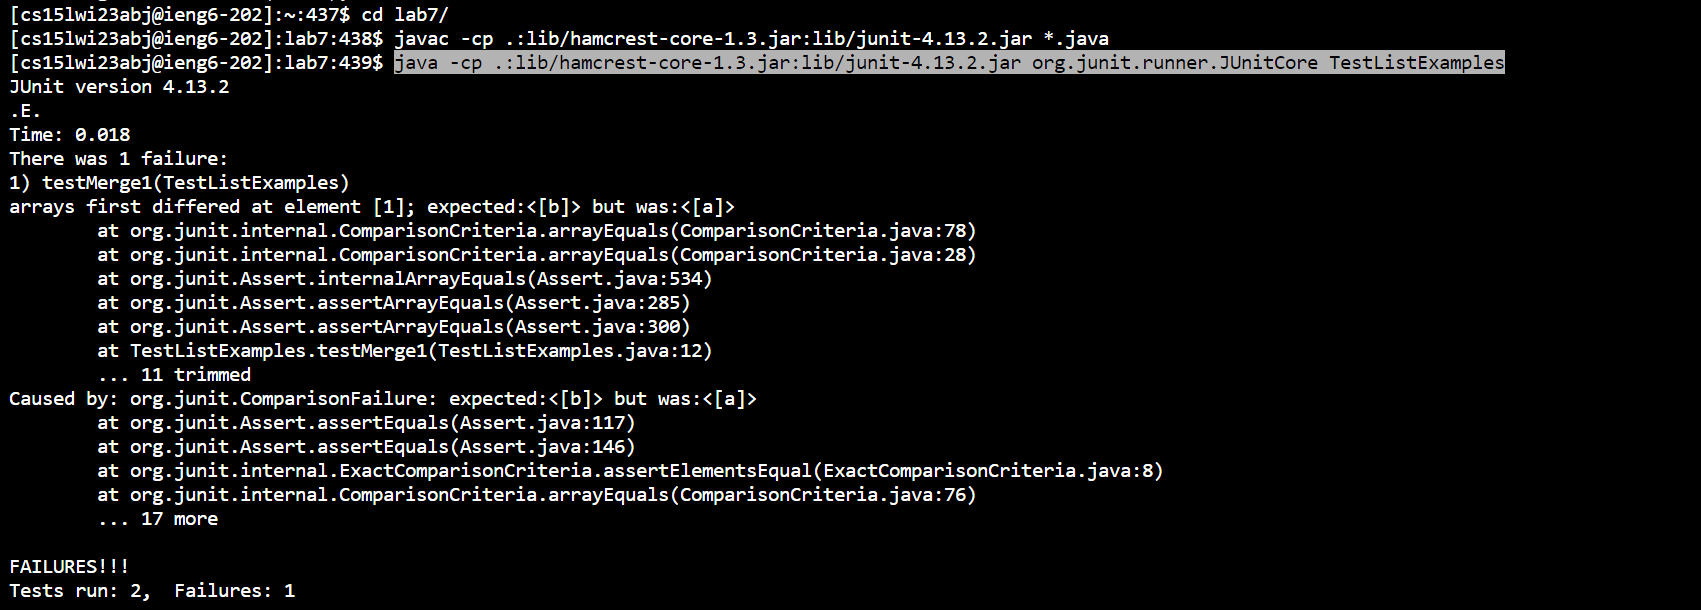 [cs15lwi23abj@ieng6-202]:~:437$ cd lab7/
[cs15lwi23abj@ieng6-202]:lab7:438$ javac -cp .:lib/hamcrest-core-1.3.jar:lib/junit-4.13.2.jar *.java
[cs15lwi23abj@ieng6-202]:lab7:439$ java -cp .:lib/hamcrest-core-1.3.jar:lib/junit-4.13.2.jar org.junit.runner.JUnitCore TestListExamples
JUnit version 4.13.2
.E.
Time: 0.018
There was 1 failure:
1) testMerge1(TestListExamples)
arrays first differed at element [1]; expected:<[b]> but was:<[a]>
        at org.junit.internal.ComparisonCriteria.arrayEquals(ComparisonCriteria.java:78)
        at org.junit.internal.ComparisonCriteria.arrayEquals(ComparisonCriteria.java:28)
        at org.junit.Assert.internalArrayEquals(Assert.java:534)
        at org.junit.Assert.assertArrayEquals(Assert.java:285)
        at org.junit.Assert.assertArrayEquals(Assert.java:300)
        at TestListExamples.testMerge1(TestListExamples.java:12)
        ... 11 trimmed
Caused by: org.junit.ComparisonFailure: expected:<[b]> but was:<[a]>
        at org.junit.Assert.assertEquals(Assert.java:117)
        at org.junit.Assert.assertEquals(Assert.java:146)
        at org.junit.internal.ExactComparisonCriteria.assertElementsEqual(ExactComparisonCriteria.java:8)
        at org.junit.internal.ComparisonCriteria.arrayEquals(ComparisonCriteria.java:76)
        ... 17 more

FAILURES!!!
Tests run: 2,  Failures: 1